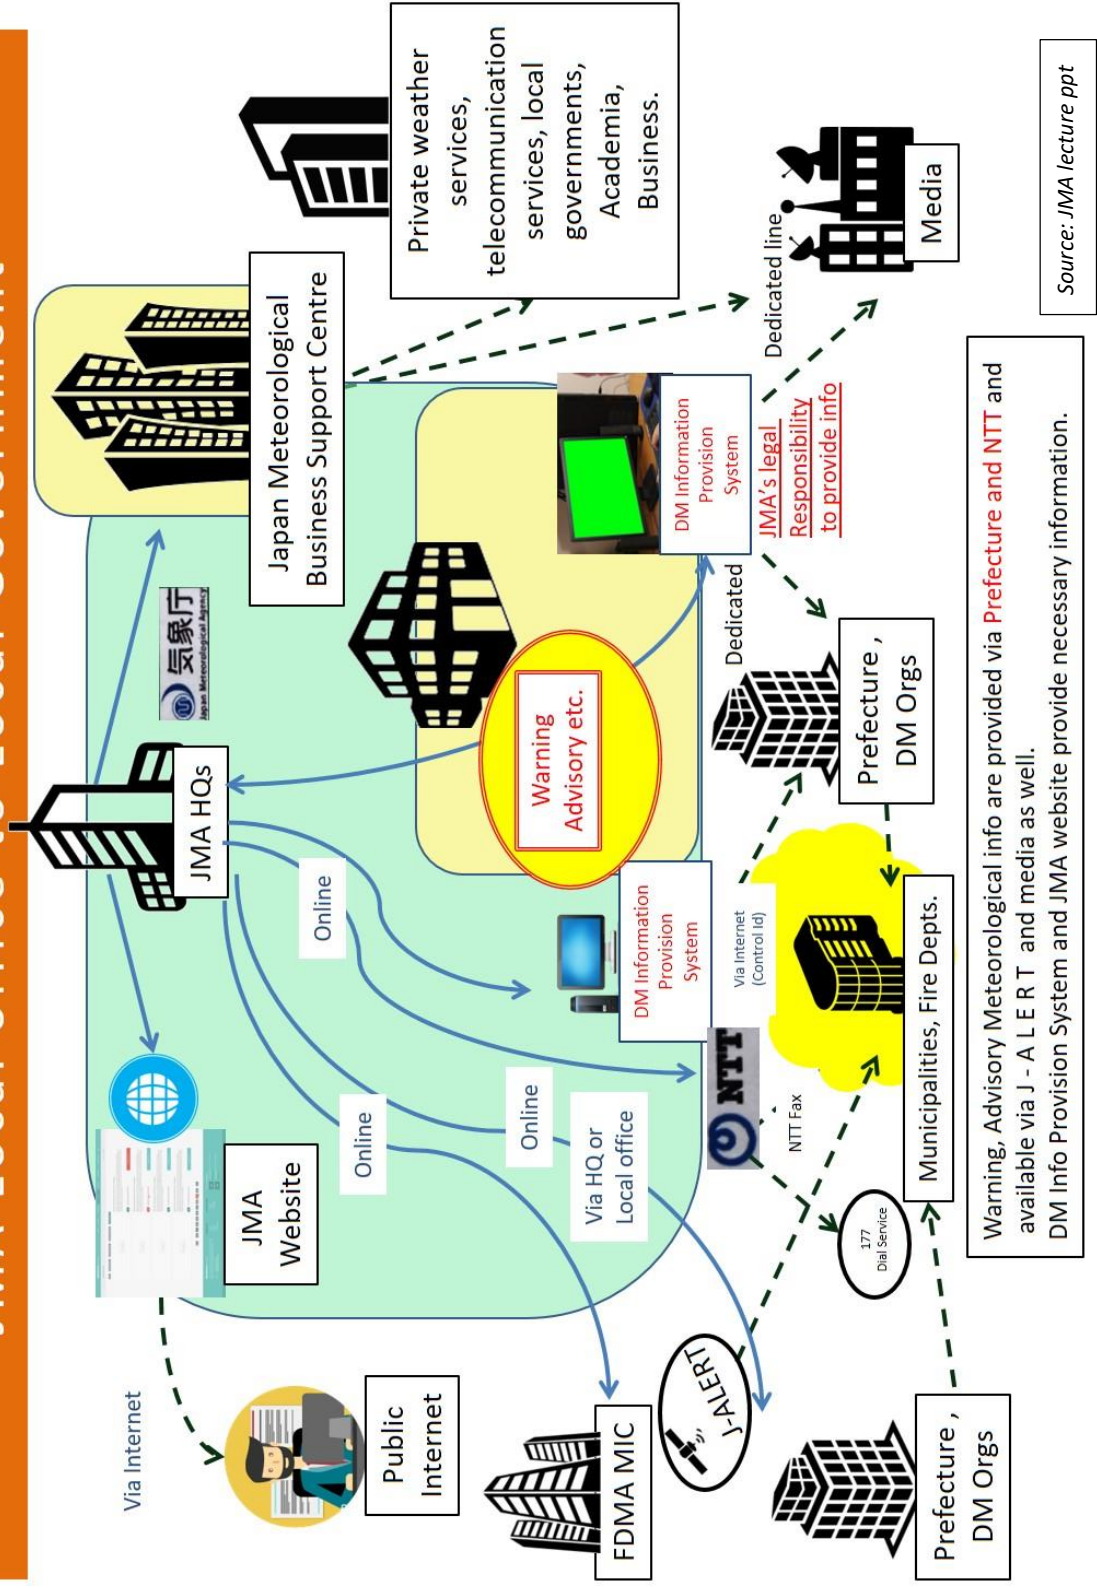 Via Internet
JMA
Website
Public
Internet
JMA HQs
気象庁
Japan Meteorological Agency
Japan Meteorological
Business Support Centre
Private weather
services,
telecommunication
services, local
governments,
Academia,
Business.
Online
Online
Online
Via HQ or
Local office
Warning
Advisory etc.
DM Information
Provision
System
DM Information
Provision
System
JMA's legal
Responsibility
to provide info
Dedicated line
Dedicated
Media
FDMA MIC
J-ALERT
NTT
NTT Fax
Via Internet
(Control Id)
177
Dial Service
Prefecture ,
DM Orgs
Municipalities, Fire Depts.
Prefecture ,
DM Orgs
Warning, Advisory Meteorological info are provided via Prefecture and NTT and
available via J - A L E R T and media as well.
DM Info Provision System and JMA website provide necessary information.
Source: JMA lecture ppt